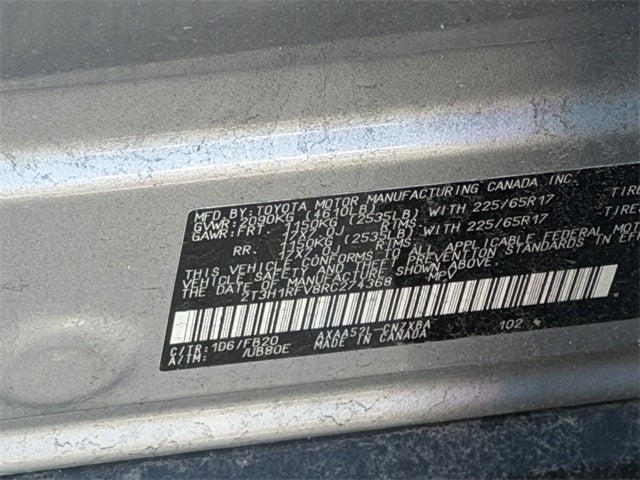 MFD.BY:TOYOTA MOTOR MANUFACTURING CANADA INC.
GVWR:2090KG (4610LB)
GAWR:FRT. 1150KG (2535LB) WITH 225/65R17 TIRE
17X7.0J RIMS
RR. 1150KG (2535LB) WITH 225/65R17 TIRE
17X7.0J RIMS
THIS VEHICLE CONFORMS TO ALL APPLICABLE FEDERAL MOTOR
VEHICLE SAFETY AND THEFT PREVENTION STANDARDS IN
THE DATE OF MANUFACTURE SHOWN ABOVE.
2T3H1RFV8RC274368 MPV
C/TR:1D6/FB20 AXAA52L-CNZXBA 102
A/TM: /UB80E MADE IN CANADA